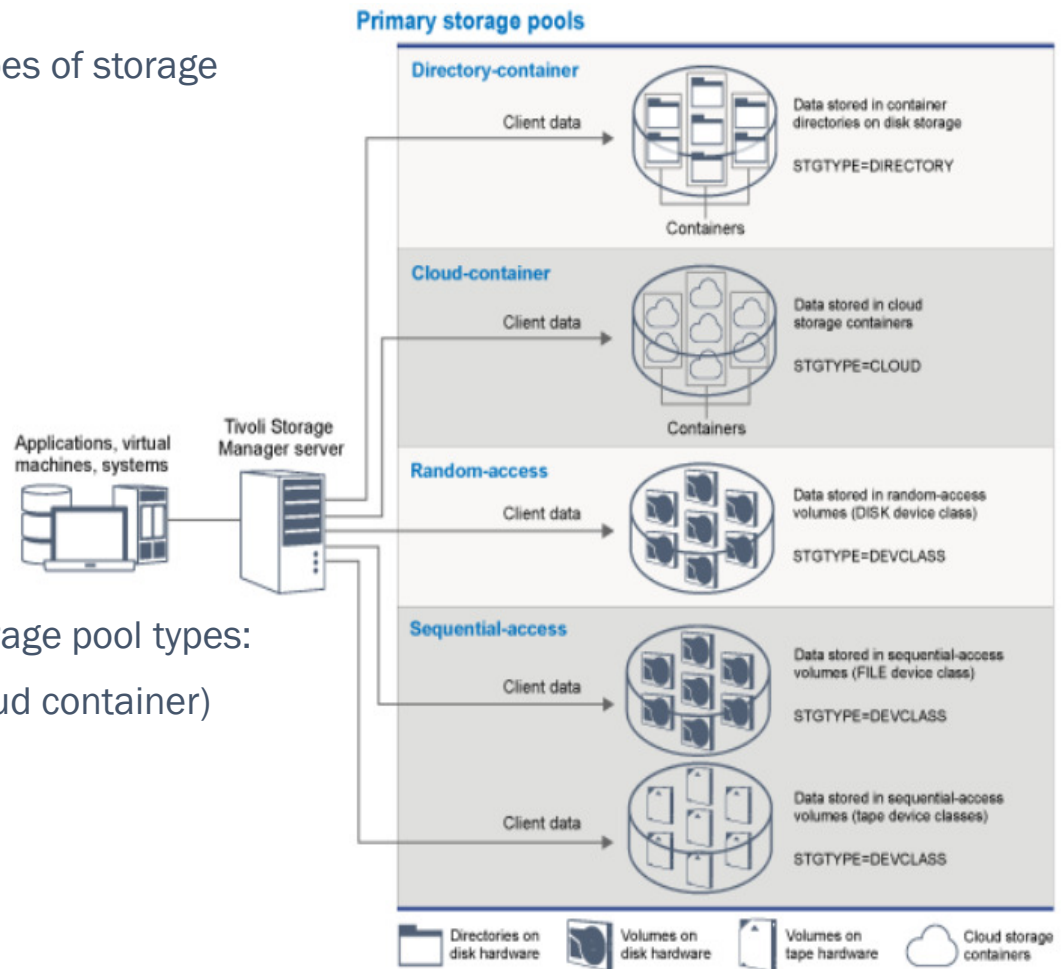 Primary storage pools
es of storage
Directory-container
Client data
Data stored in container
directories on disk storage
STGTYPE=DIRECTORY
Containers
Cloud-container
Client data
Data stored in cloud
storage containers
STGTYPE=CLOUD
Containers
Applications, virtual
machines, systems
Tivoli Storage
Manager server
Random-access
Client data
Data stored in random-access
volumes (DISK device class)
STGTYPE=DEVCLASS
rage pool types:
ud container)
Sequential-access
Client data
Data stored in sequential-access
volumes (FILE device class)
STGTYPE=DEVCLASS
Client data
Data stored in sequential-access
volumes (tape device classes)
STGTYPE=DEVCLASS
Directories on
disk hardware
Volumes on
disk hardware
Volumes on
tape hardware
Cloud storage
containers